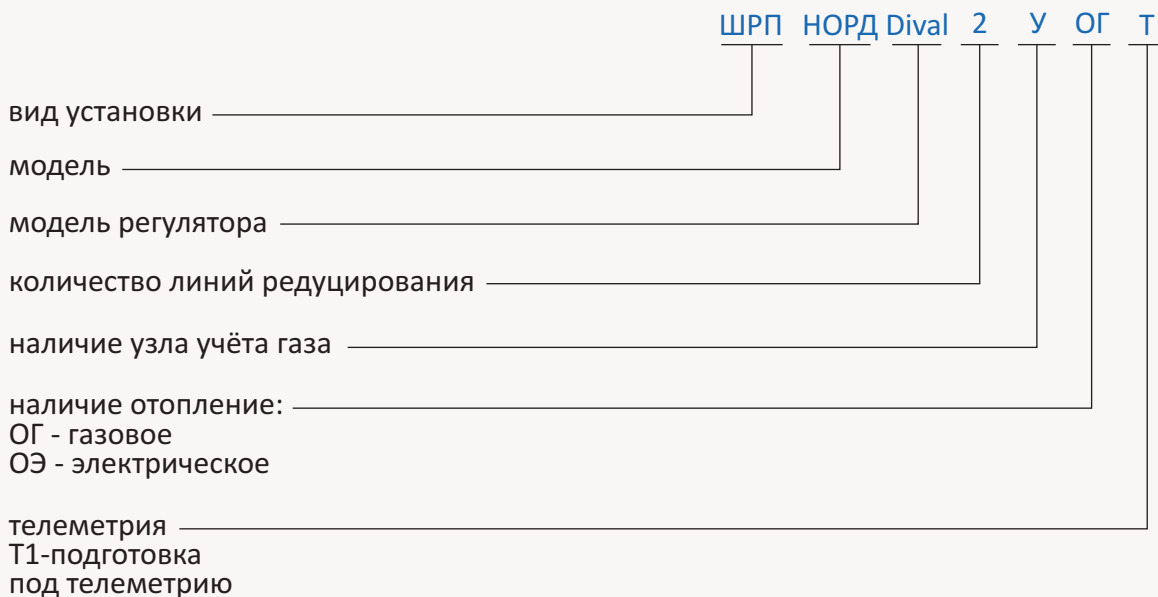 ШРП НОРД Dival 2 У ОГ Т
вид установки
модель
модель регулятора
количество линий редуцирования
наличие узла учёта газа
наличие отопление:
ОГ - газовое
ОЭ - электрическое
телеметрия
Т1-подготовка
под телеметрию